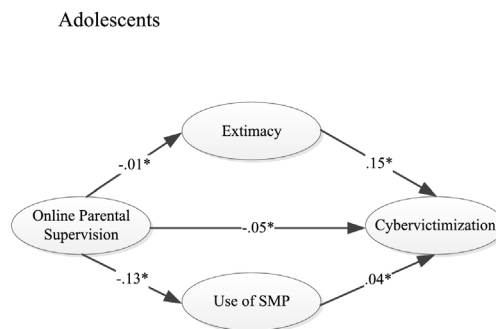 Adolescents
Extimacy
-.01*
.15*
Online Parental
Supervision
-.05*
Cybervictimization
-.13*
.04*
Use of SMP